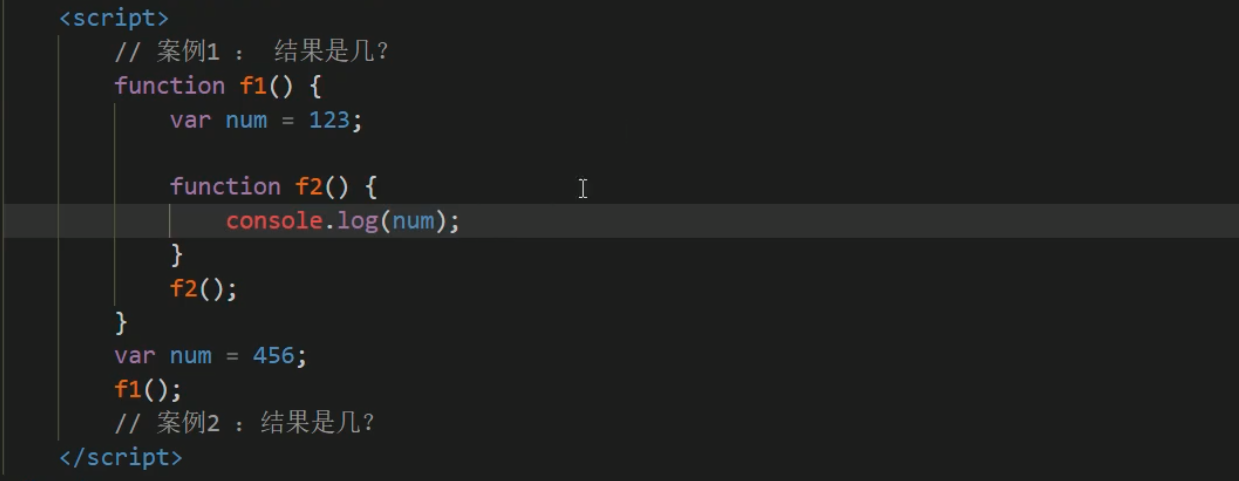 <script>
// 案例1 ： 结果是几?
function f1() {
var num = 123;
function f2() {
console.log(num);
}
f2();
}
var num = 456;
f1();
// 案例2 ：结果是几?
</script>